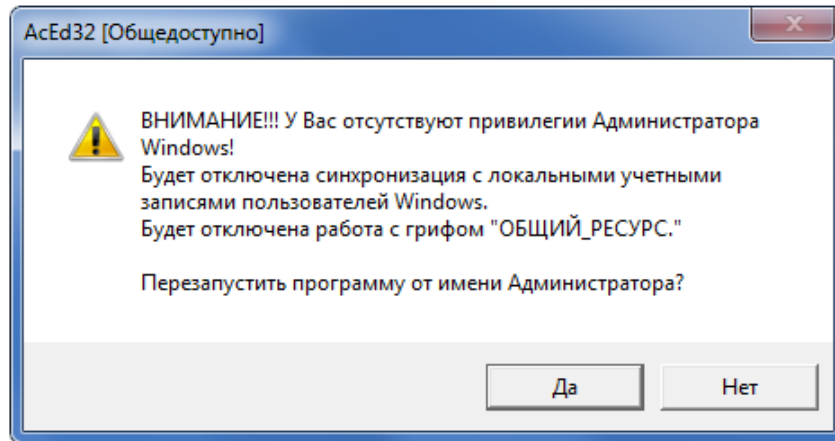 AcEd32 [Общедоступно]
ВНИМАНИЕ!!! У Вас отсутствуют привилегии Администратора
Windows!
Будет отключена синхронизация с локальными учетными
записями пользователей Windows.
Будет отключена работа с грифом "ОБЩИЙ_РЕСУРС."
Перезапустить программу от имени Администратора?
Да
Нет